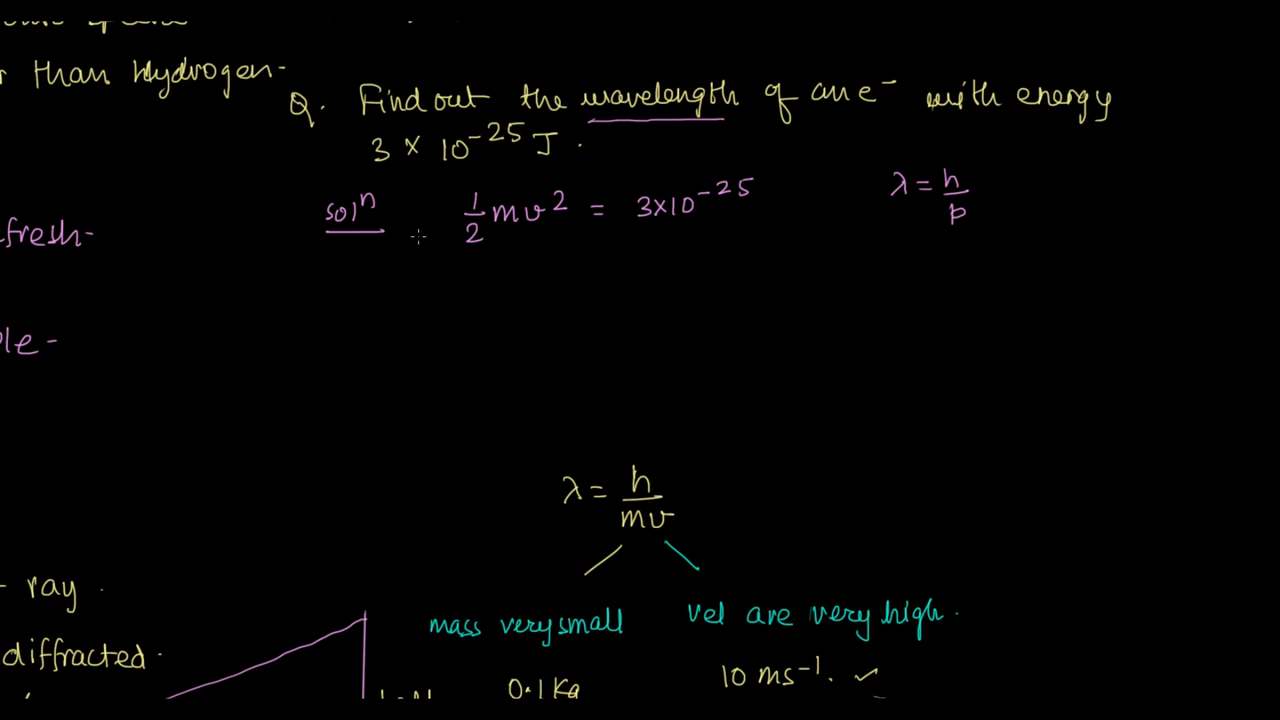 than Hydrogen-
Q. Find out the wavelength of an e⁻ with energy
3 × 10⁻²⁵ J.
solⁿ 1/2 mv² = 3×10⁻²⁵ λ = h/p
fresh-
λ = h/mv
ray.
mass very small vel are very high.
diffracted.
0.1 Kg 10 ms⁻¹. ✓